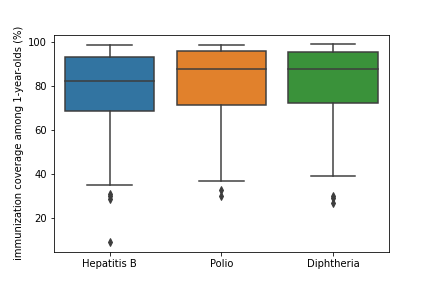 immunization coverage among 1-year-olds (%)
100
80
60
40
20
Hepatitis B
Polio
Diphtheria